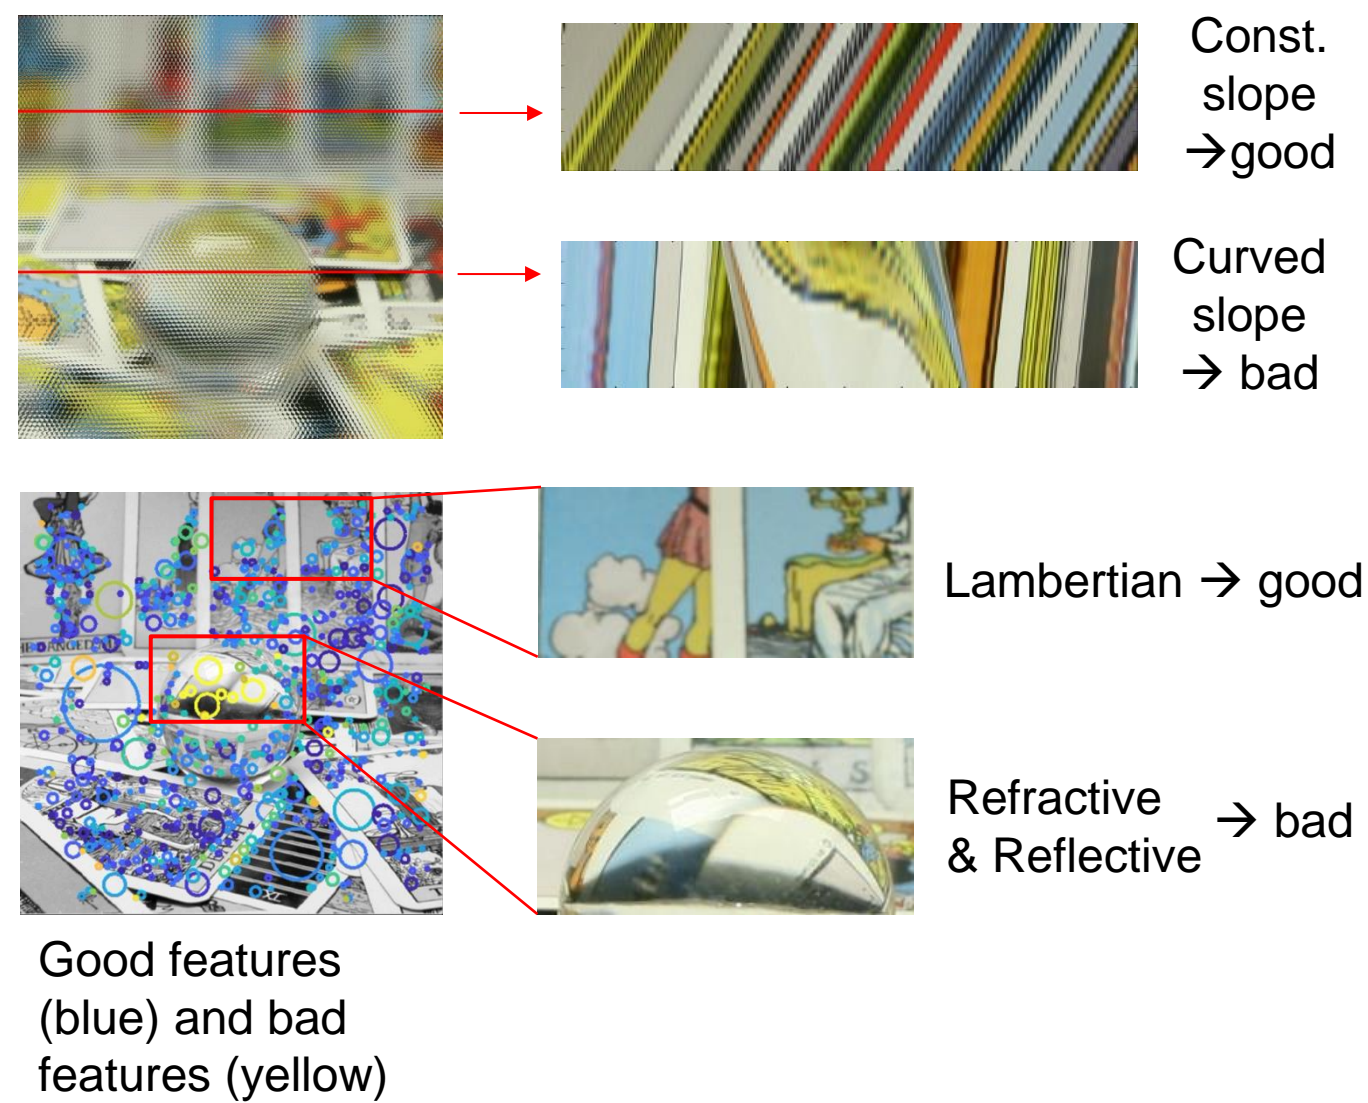 Const.
slope
→good
Curved
slope
→ bad
Lambertian → good
Refractive
& Reflective → bad
Good features
(blue) and bad
features (yellow)